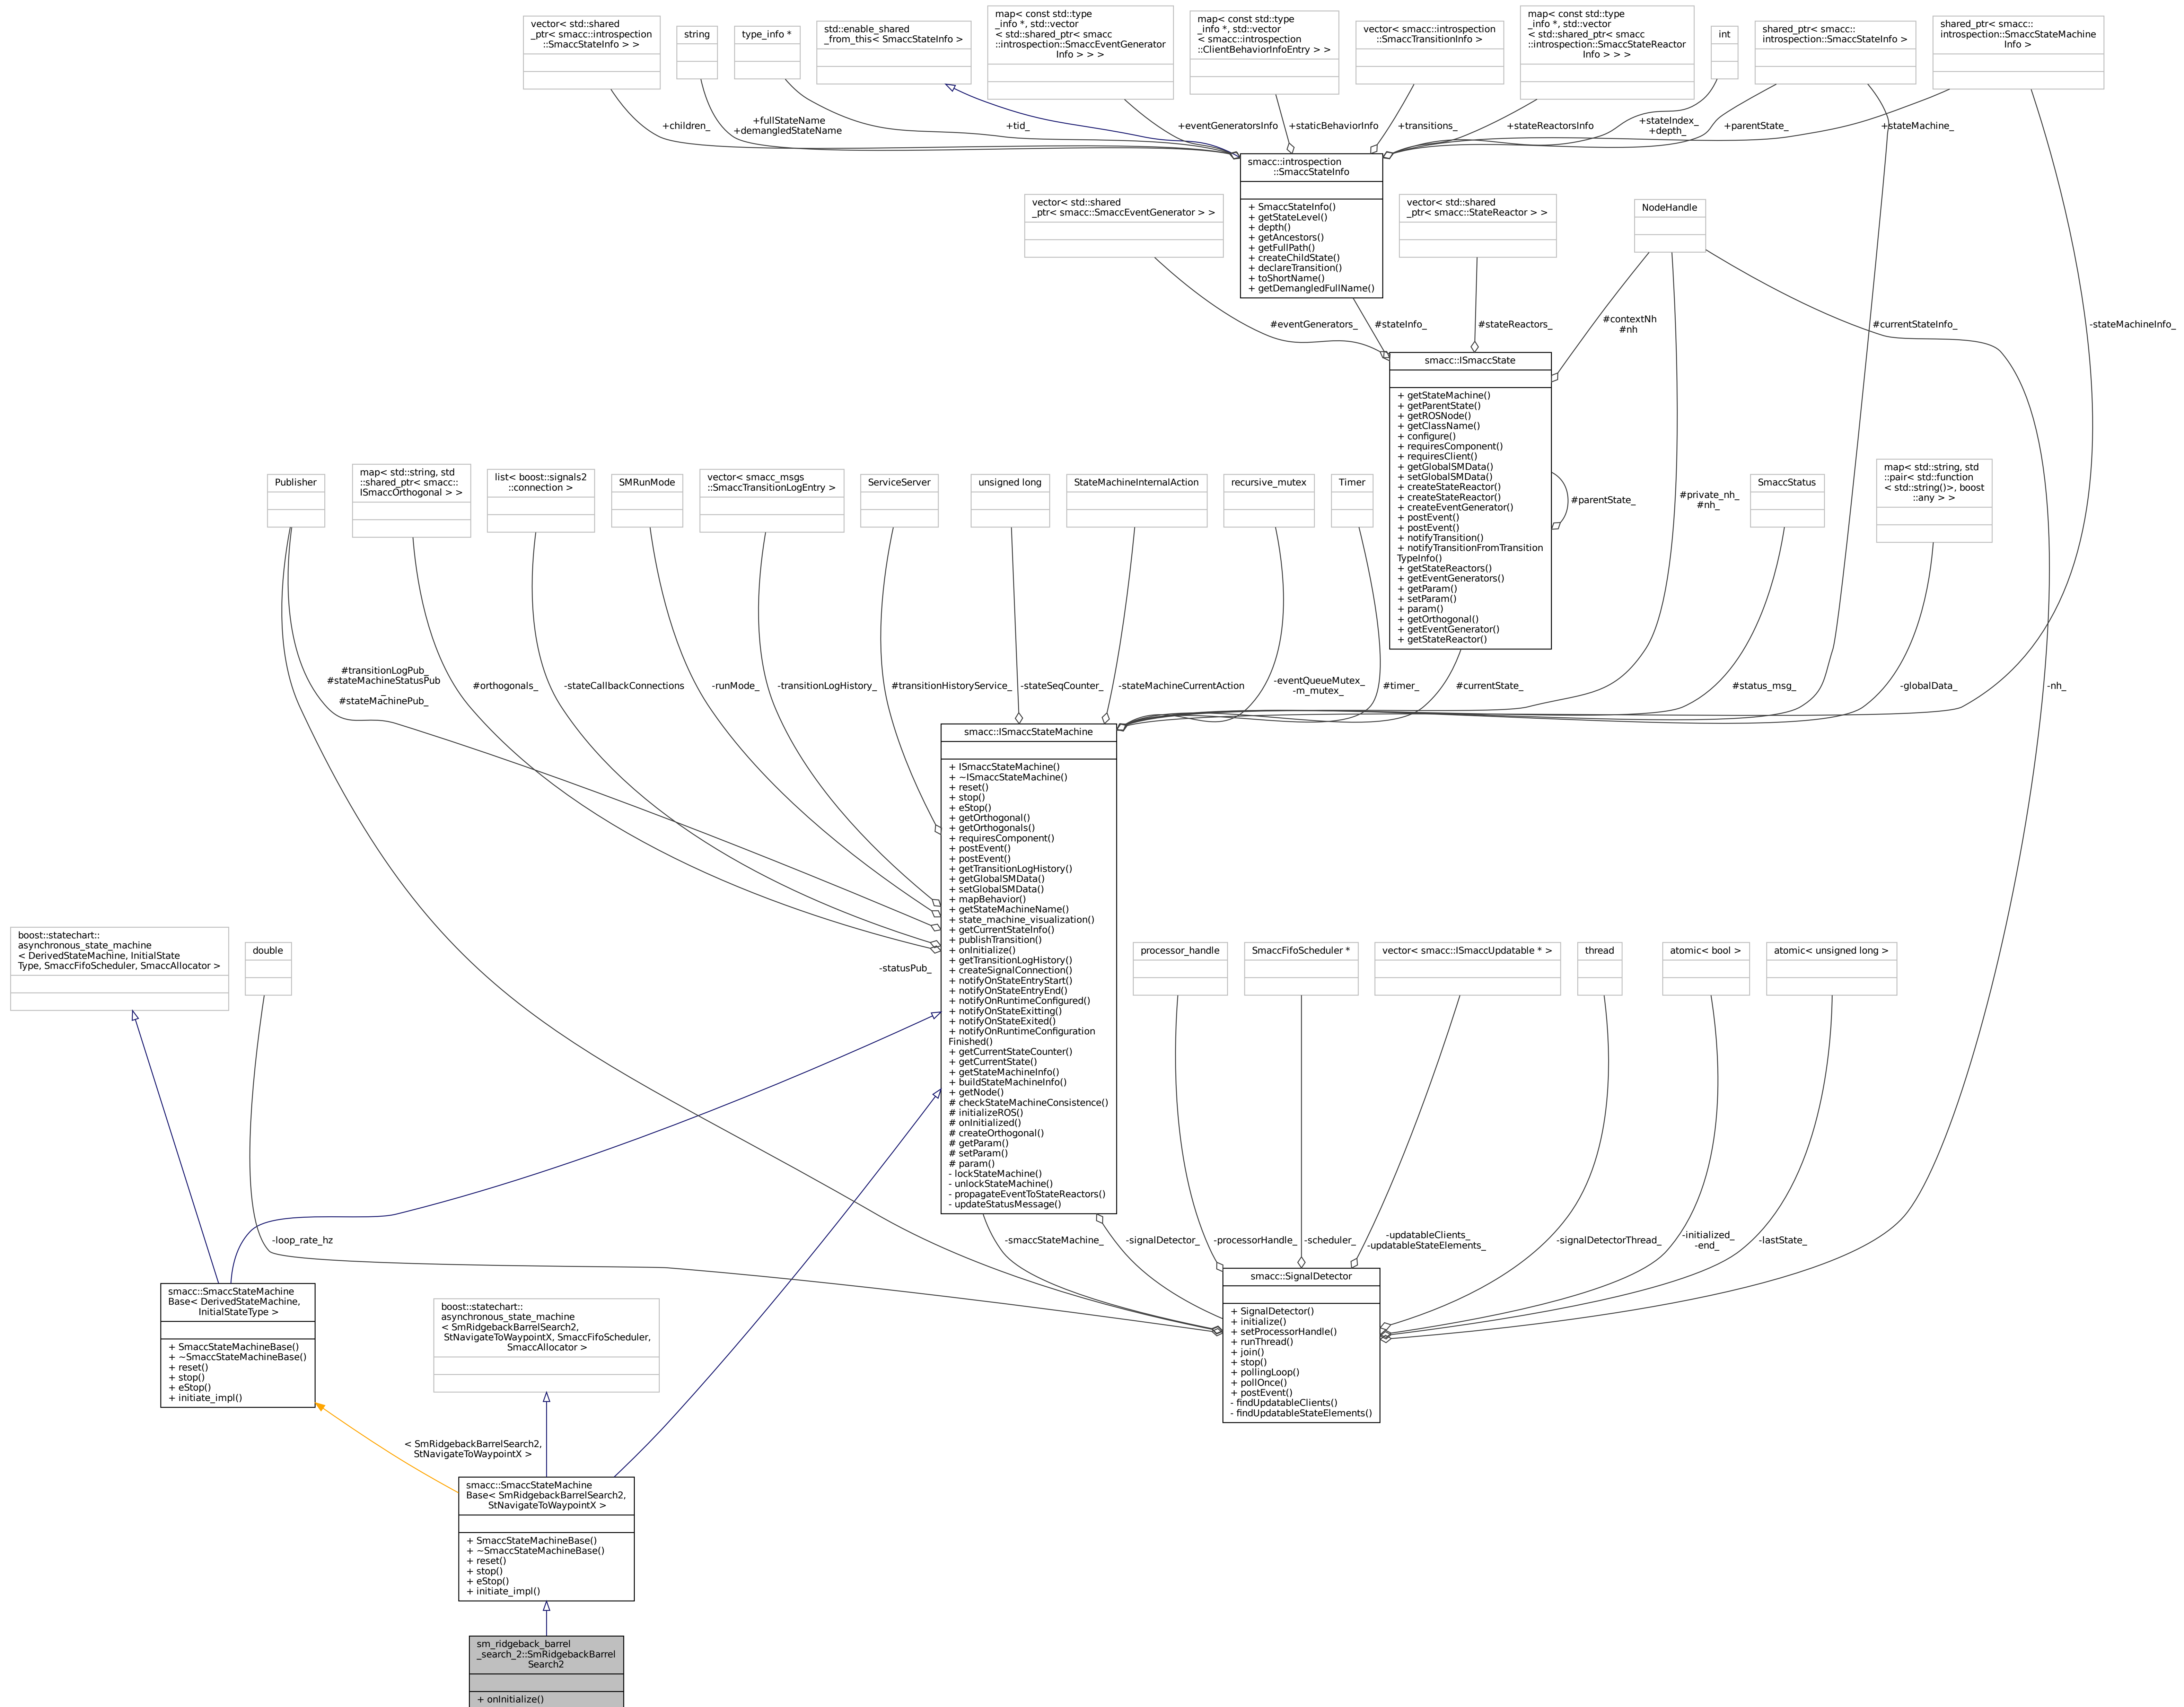 vector< std::shared
_ptr< smacc::introspection
::SmaccStateInfo > >
string
type_info *
std::enable_shared
_from_this< SmaccStateInfo >
map< const std::type
_info *, std::vector
< std::shared_ptr< smacc
::introspection::SmaccEventGenerator
Info > > >
map< const std::type
_info *, std::vector
< smacc::introspection
::ClientBehaviorInfoEntry > >
vector< smacc::introspection
::SmaccTransitionInfo >
map< const std::type
_info *, std::vector
< std::shared_ptr< smacc
::introspection::SmaccStateReactor
Info > > >
int
shared_ptr< smacc::
introspection::SmaccStateInfo >
shared_ptr< smacc::
introspection::SmaccStateMachine
Info >
+children_
+fullStateName
+demangledStateName
+tid_
+eventGeneratorsInfo
+staticBehaviorInfo
+transitions_
+stateReactorsInfo
+stateIndex_
+depth_
+parentState_
+stateMachine_
smacc::introspection
::SmaccStateInfo
+ SmaccStateInfo()
+ getStateLevel()
+ depth()
+ getAncestors()
+ getFullPath()
+ createChildState()
+ declareTransition()
+ toShortName()
+ getDemangledFullName()
vector< std::shared
_ptr< smacc::SmaccEventGenerator > >
vector< std::shared
_ptr< smacc::StateReactor > >
NodeHandle
#eventGenerators_
#stateInfo_
#stateReactors_
#contextNh
#nh
#currentStateInfo_
-stateMachineInfo_
smacc::ISmaccState
+ getStateMachine()
+ getParentState()
+ getROSNode()
+ getClassName()
+ configure()
+ requiresComponent()
+ requiresClient()
+ getGlobalSMData()
+ setGlobalSMData()
+ createStateReactor()
+ createStateReactor()
+ createEventGenerator()
+ postEvent()
+ postEvent()
+ notifyTransition()
+ notifyTransitionFromTransition
TypeInfo()
+ getStateReactors()
+ getEventGenerators()
+ getParam()
+ setParam()
+ param()
+ getOrthogonal()
+ getEventGenerator()
+ getStateReactor()
#parentState_
#private_nh_
#nh_
Publisher
map< std::string, std
::shared_ptr< smacc::
ISmaccOrthogonal > >
list< boost::signals2
::connection >
SMRunMode
vector< smacc_msgs
::SmaccTransitionLogEntry >
ServiceServer
unsigned long
StateMachineInternalAction
recursive_mutex
Timer
SmaccStatus
map< std::string, std
::pair< std::function
< std::string()>, boost
::any > >
#transitionLogPub_
#stateMachineStatusPub
_
#stateMachinePub_
#orthogonals_
-stateCallbackConnections
-runMode_
-transitionLogHistory_
#transitionHistoryService_
-stateSeqCounter_
-stateMachineCurrentAction
-eventQueueMutex_
-m_mutex_
#timer_
#currentState_
#status_msg_
-globalData_
-nh_
smacc::ISmaccStateMachine
+ ISmaccStateMachine()
+ ~ISmaccStateMachine()
+ reset()
+ stop()
+ eStop()
+ getOrthogonal()
+ getOrthogonals()
+ requiresComponent()
+ postEvent()
+ postEvent()
+ getTransitionLogHistory()
+ getGlobalSMData()
+ setGlobalSMData()
+ mapBehavior()
+ getStateMachineName()
+ state_machine_visualization()
+ getCurrentStateInfo()
+ publishTransition()
+ onInitialize()
+ getTransitionLogHistory()
+ createSignalConnection()
+ notifyOnStateEntryStart()
+ notifyOnStateEntryEnd()
+ notifyOnRuntimeConfigured()
+ notifyOnStateExitting()
+ notifyOnStateExited()
+ notifyOnRuntimeConfiguration
Finished()
+ getCurrentStateCounter()
+ getCurrentState()
+ getStateMachineInfo()
+ buildStateMachineInfo()
+ getNode()
# checkStateMachineConsistence()
# initializeROS()
# onInitialized()
# createOrthogonal()
# getParam()
# setParam()
# param()
- lockStateMachine()
- unlockStateMachine()
- propagateEventToStateReactors()
- updateStatusMessage()
boost::statechart::
asynchronous_state_machine
< DerivedStateMachine, InitialState
Type, SmaccFifoScheduler, SmaccAllocator >
double
-statusPub_
processor_handle
SmaccFifoScheduler *
vector< smacc::ISmaccUpdatable * >
thread
atomic< bool >
atomic< unsigned long >
-loop_rate_hz
-smaccStateMachine_
-signalDetector_
-processorHandle_
-scheduler_
-updatableClients_
-updatableStateElements_
-signalDetectorThread_
-initialized_
-end_
-lastState_
smacc::SignalDetector
+ SignalDetector()
+ initialize()
+ setProcessorHandle()
+ runThread()
+ join()
+ stop()
+ pollingLoop()
+ pollOnce()
+ postEvent()
- findUpdatableClients()
- findUpdatableStateElements()
smacc::SmaccStateMachine
Base< DerivedStateMachine,
InitialStateType >
+ SmaccStateMachineBase()
+ ~SmaccStateMachineBase()
+ reset()
+ stop()
+ eStop()
+ initiate_impl()
boost::statechart::
asynchronous_state_machine
< SmRidgebackBarrelSearch2,
StNavigateToWaypointX, SmaccFifoScheduler,
SmaccAllocator >
< SmRidgebackBarrelSearch2,
StNavigateToWaypointX >
smacc::SmaccStateMachine
Base< SmRidgebackBarrelSearch2,
StNavigateToWaypointX >
+ SmaccStateMachineBase()
+ ~SmaccStateMachineBase()
+ reset()
+ stop()
+ eStop()
+ initiate_impl()
sm_ridgeback_barrel
_search_2::SmRidgebackBarrel
Search2
+ onInitialize()